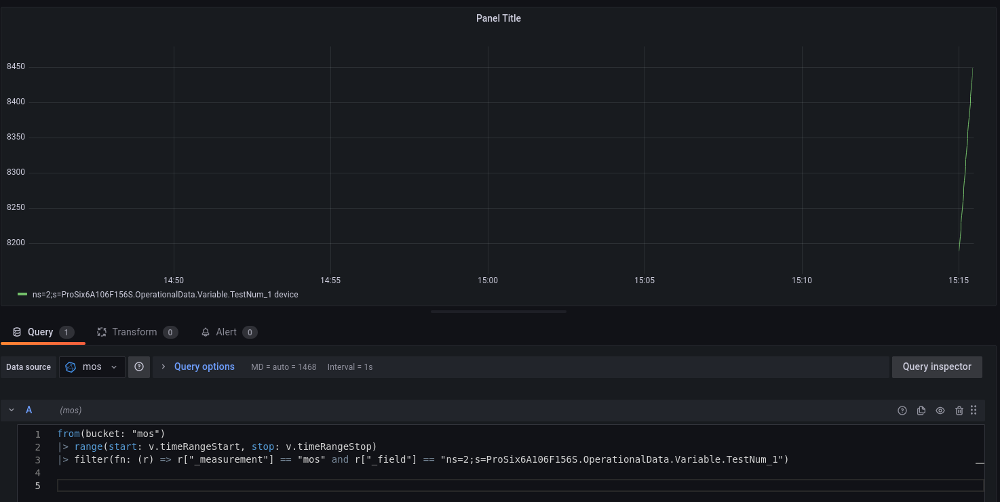 Panel Title
8450
8400
8350
8300
8250
8200
14:50 14:55 15:00 15:05 15:10 15:15
ns=2;s=ProSix6A106F156S.OperationalData.Variable.TestNum_1 device
Query 1 Transform 0 Alert 0
Data source mos Query options MD = auto = 1468 Interval = 1s Query inspector
A (mos)
1 from(bucket: "mos")
2 |> range(start: v.timeRangeStart, stop: v.timeRangeStop)
3 |> filter(fn: (r) => r["_measurement"] == "mos" and r["_field"] == "ns=2;s=ProSix6A106F156S.OperationalData.Variable.TestNum_1")
4
5